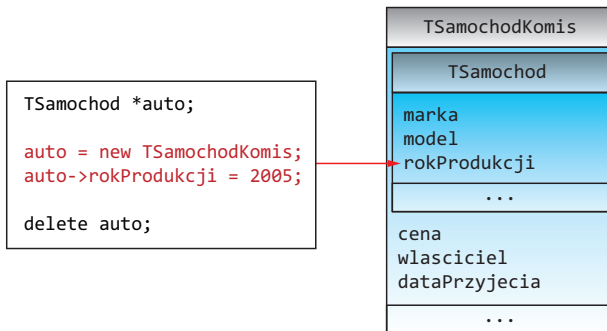 TSamochod *auto;
auto = new TSamochodKomis;
auto->rokProdukcji = 2005;
delete auto;
TSamochodKomis
TSamochod
marka
model
rokProdukcji
...
cena
wlasciciel
dataPrzyjecia
...